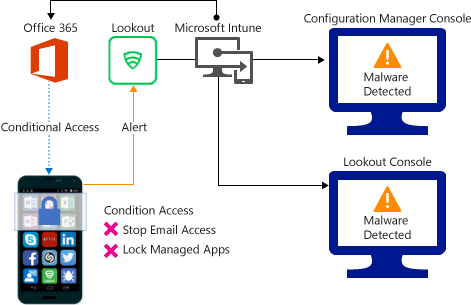 Office 365
Lookout
Microsoft Intune
Configuration Manager Console
Malware
Detected
Conditional Access
Alert
Lookout Console
Malware
Detected
Condition Access
Stop Email Access
Lock Managed Apps